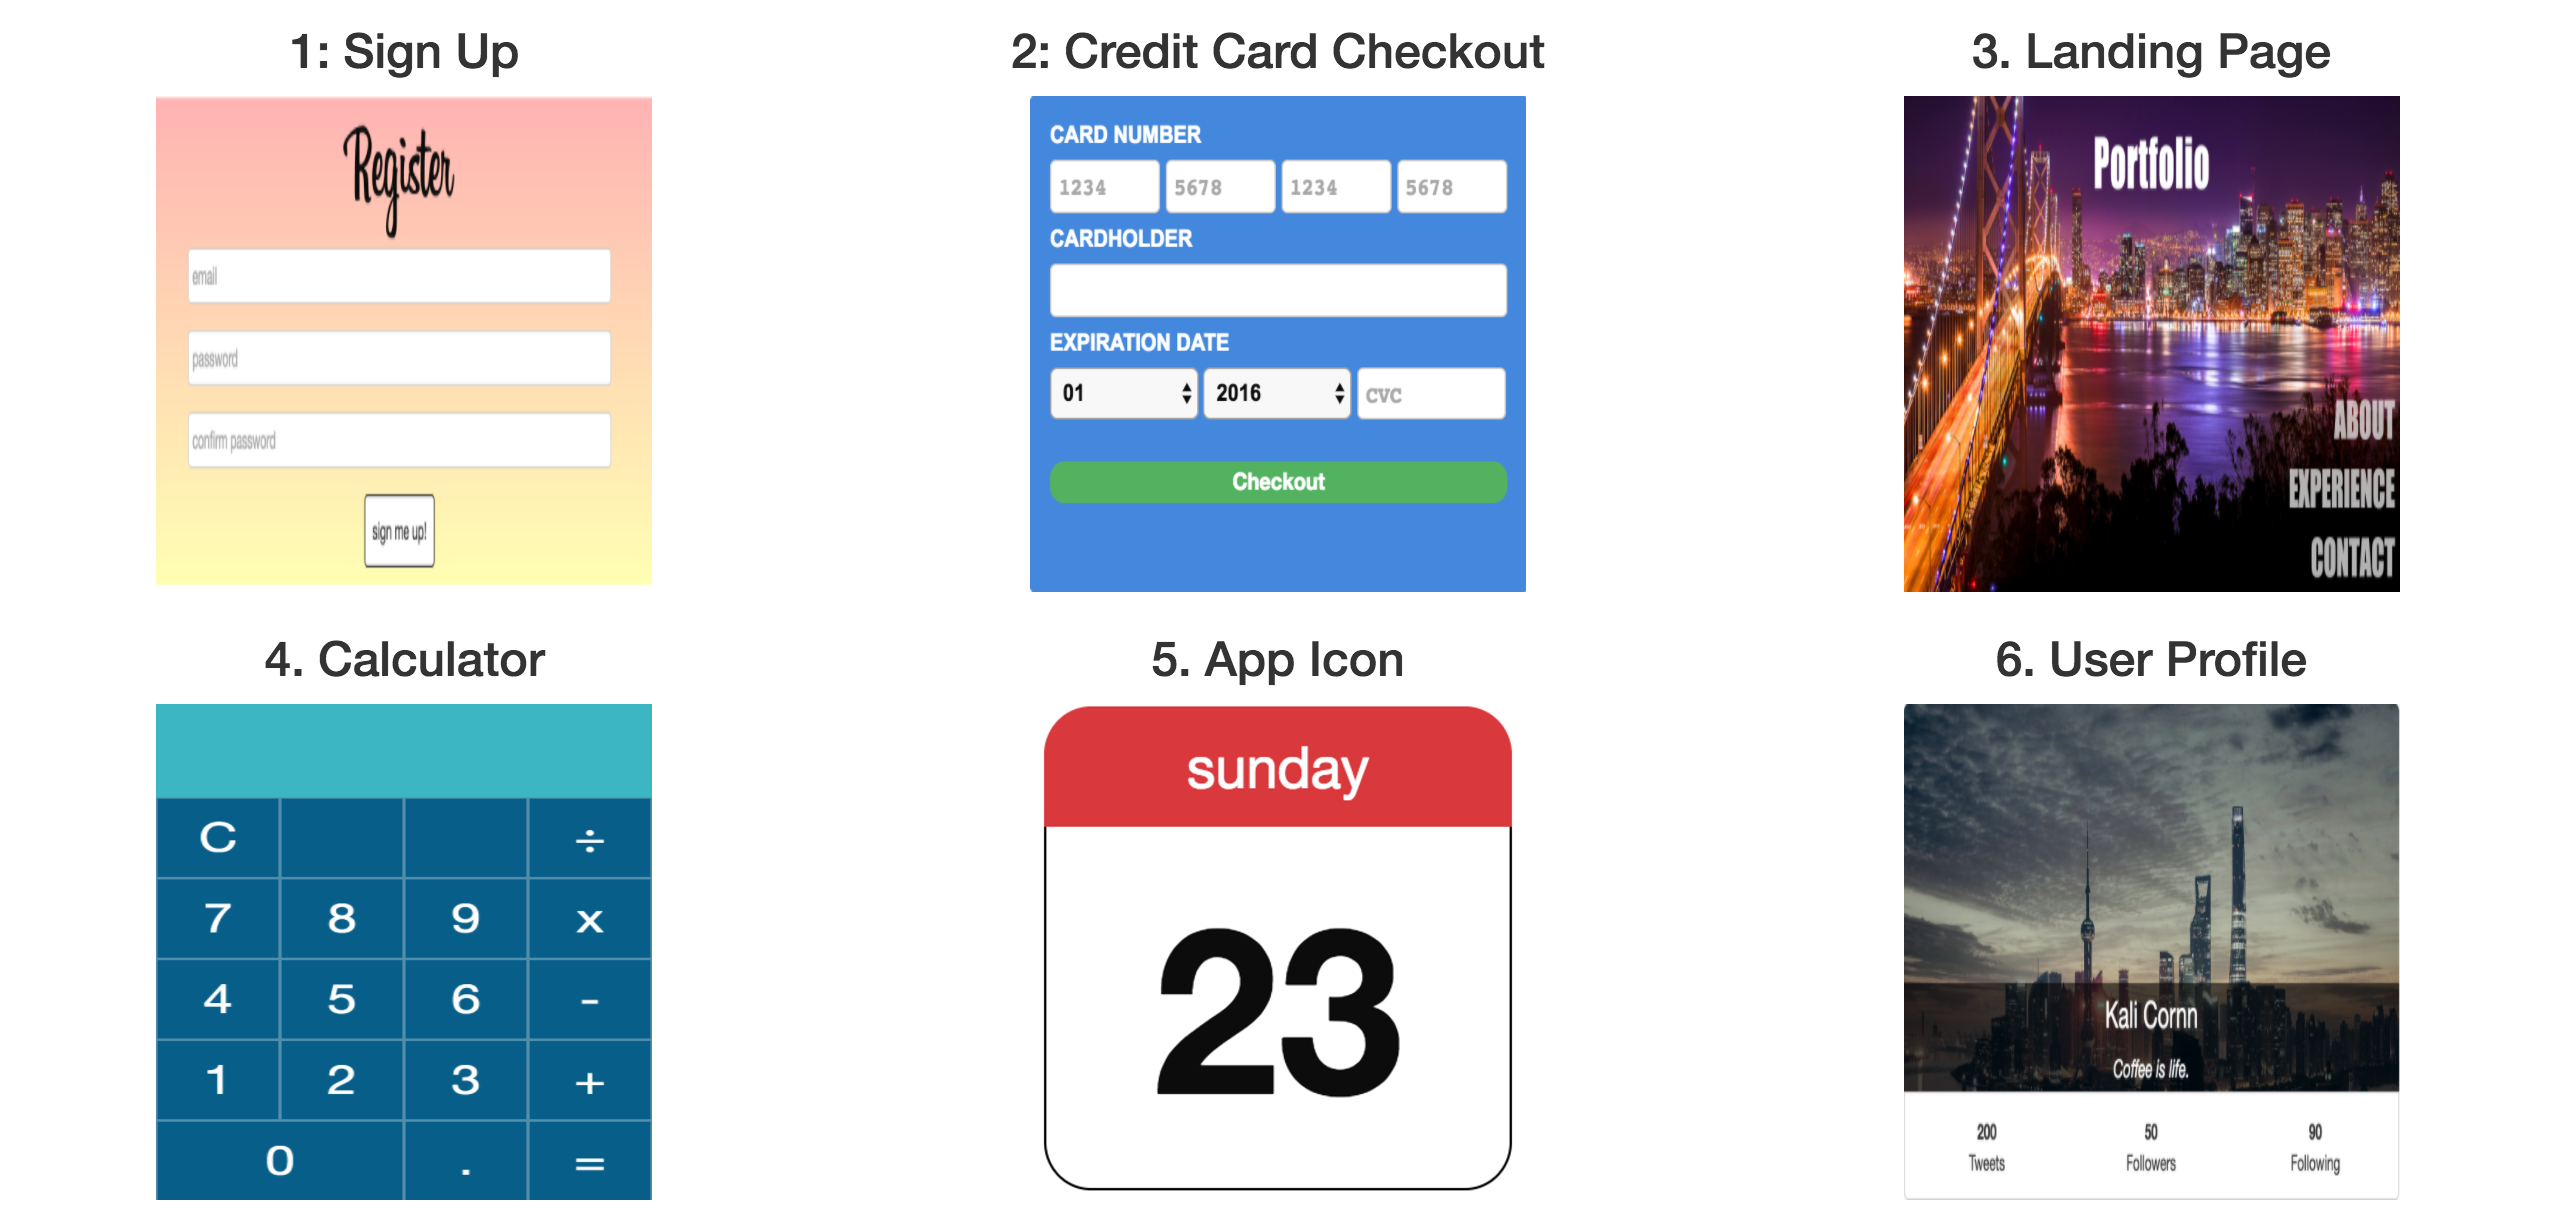 1: Sign Up
2: Credit Card Checkout
3. Landing Page
Register
email
password
confirm password
sign me up!
CARD NUMBER
1234 5678 1234 5678
CARDHOLDER
EXPIRATION DATE
01 2016 CVC
Checkout
Portfolio
ABOUT
EXPERIENCE
CONTACT
4. Calculator
5. App Icon
6. User Profile
C ÷
7 8 9 x
4 5 6 -
1 2 3 +
0 . =
sunday
23
Kali Cornn
Coffee is life.
200 50 90
Tweets Followers Following